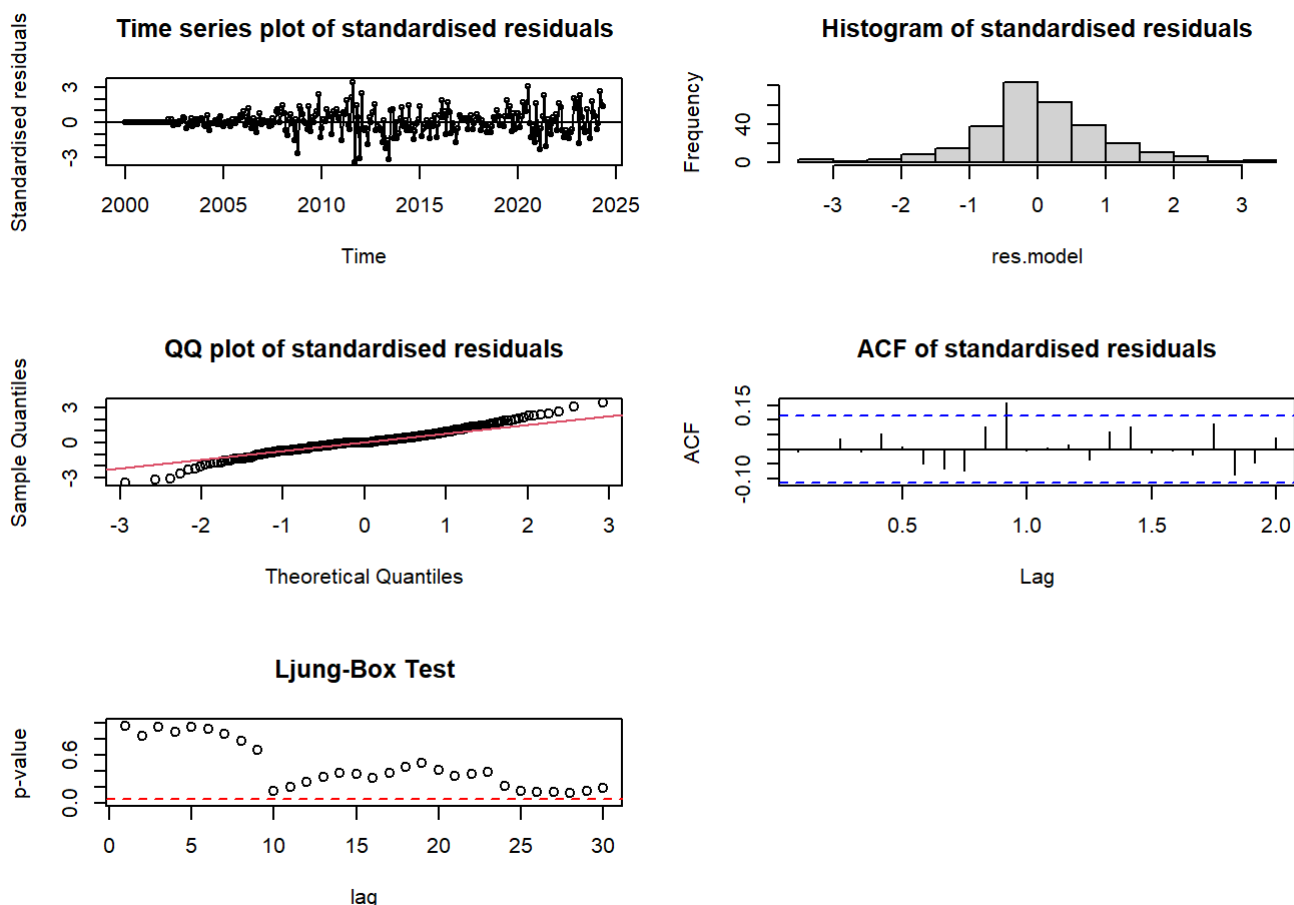 Time series plot of standardised residuals
Standardised residuals
3
0
-3
2000 2005 2010 2015 2020 2025
Time
Histogram of standardised residuals
Frequency
40
0
-3 -2 -1 0 1 2 3
res.model
QQ plot of standardised residuals
Sample Quantiles
3
0
-3
-3 -2 -1 0 1 2 3
Theoretical Quantiles
ACF of standardised residuals
ACF
0.15
-0.10
0.5 1.0 1.5 2.0
Lag
Ljung-Box Test
p-value
0.6
0.0
0 5 10 15 20 25 30
lag